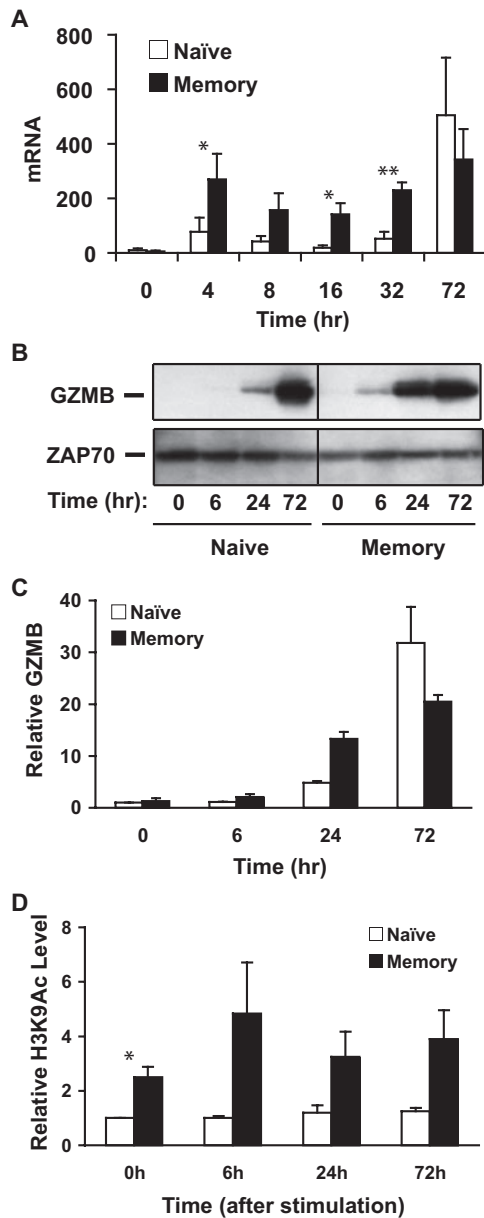 A
800
600
400
200
0
mRNA
Naïve
Memory
*
*
**
0 4 8 16 32 72
Time (hr)
B
GZMB
ZAP70
Time (hr): 0 6 24 72 0 6 24 72
Naive Memory
C
40
30
20
10
0
Relative GZMB
Naïve
Memory
0 6 24 72
Time (hr)
D
8
6
4
2
0
Relative H3K9Ac Level
Naïve
Memory
*
0h 6h 24h 72h
Time (after stimulation)